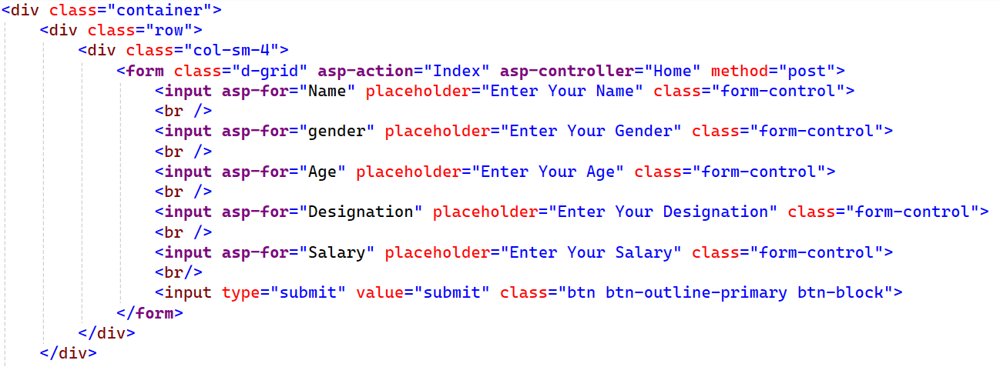 <div class="container">
    <div class="row">
        <div class="col-sm-4">
            <form class="d-grid" asp-action="Index" asp-controller="Home" method="post">
                <input asp-for="Name" placeholder="Enter Your Name" class="form-control">
                <br />
                <input asp-for="gender" placeholder="Enter Your Gender" class="form-control">
                <br />
                <input asp-for="Age" placeholder="Enter Your Age" class="form-control">
                <br />
                <input asp-for="Designation" placeholder="Enter Your Designation" class="form-control">
                <br />
                <input asp-for="Salary" placeholder="Enter Your Salary" class="form-control">
                <br/>
                <input type="submit" value="submit" class="btn btn-outline-primary btn-block">
            </form>
        </div>
    </div>